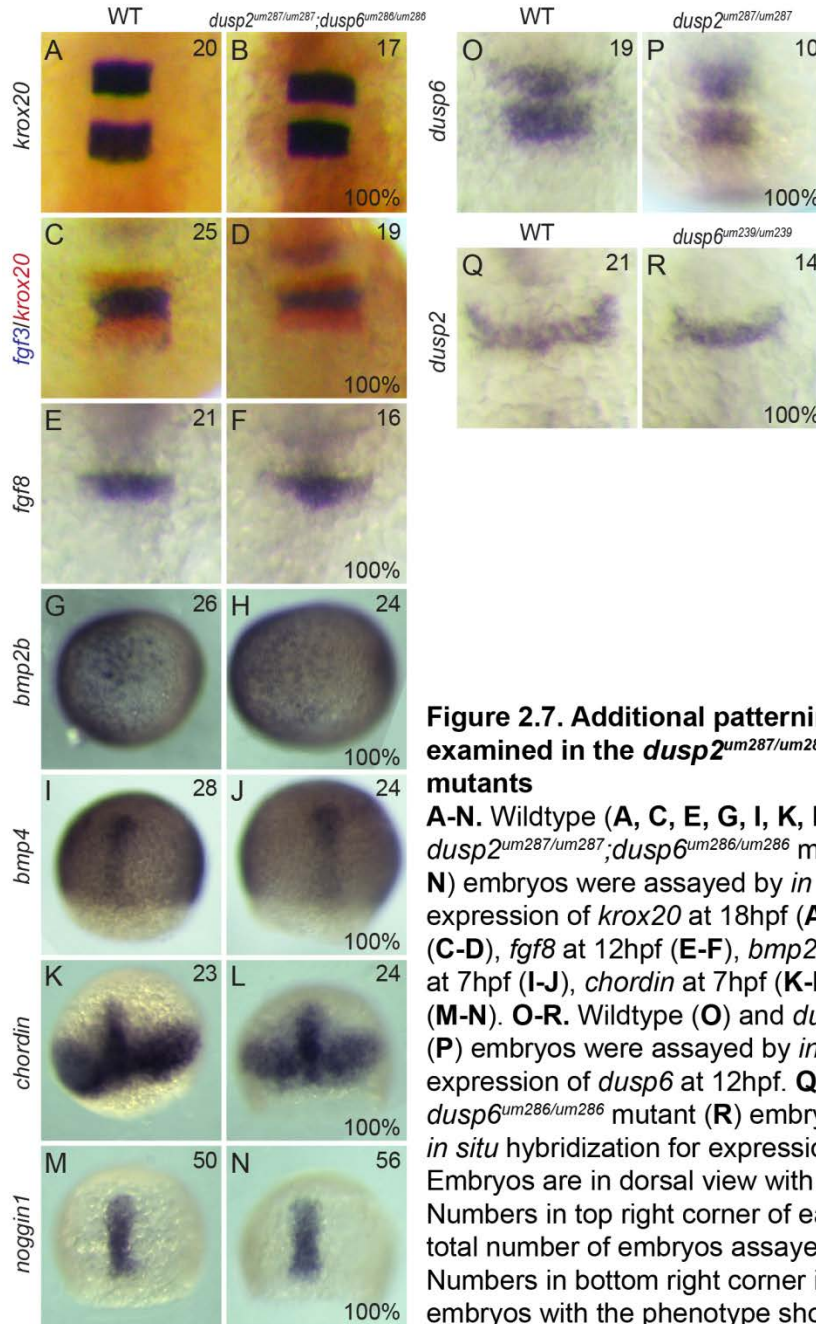 WT
dusp2um287/um287;dusp6um286/um286
A 20 B 17
krox20
100%
C 25 D 19
fgf3/krox20
100%
E 21 F 16
fgf8
100%
G 26 H 24
bmp2b
100%
I 28 J 24
bmp4
100%
K 23 L 24
chordin
100%
M 50 N 56
noggin1
100%
WT dusp2um287/um287
O 19 P 10
dusp6
100%
WT dusp6um239/um239
Q 21 R 14
dusp2
100%
Figure 2.7. Additional patternin
examined in the dusp2um287/um28
mutants
A-N. Wildtype (A, C, E, G, I, K,
dusp2um287/um287;dusp6um286/um286 m
N) embryos were assayed by in
expression of krox20 at 18hpf (A
(C-D), fgf8 at 12hpf (E-F), bmp2
at 7hpf (I-J), chordin at 7hpf (K-
(M-N). O-R. Wildtype (O) and du
(P) embryos were assayed by in
expression of dusp6 at 12hpf. Q
dusp6um286/um286 mutant (R) embry
in situ hybridization for expression
Embryos are in dorsal view with
Numbers in top right corner of ea
total number of embryos assaye
Numbers in bottom right corner i
embryos with the phenotype sho